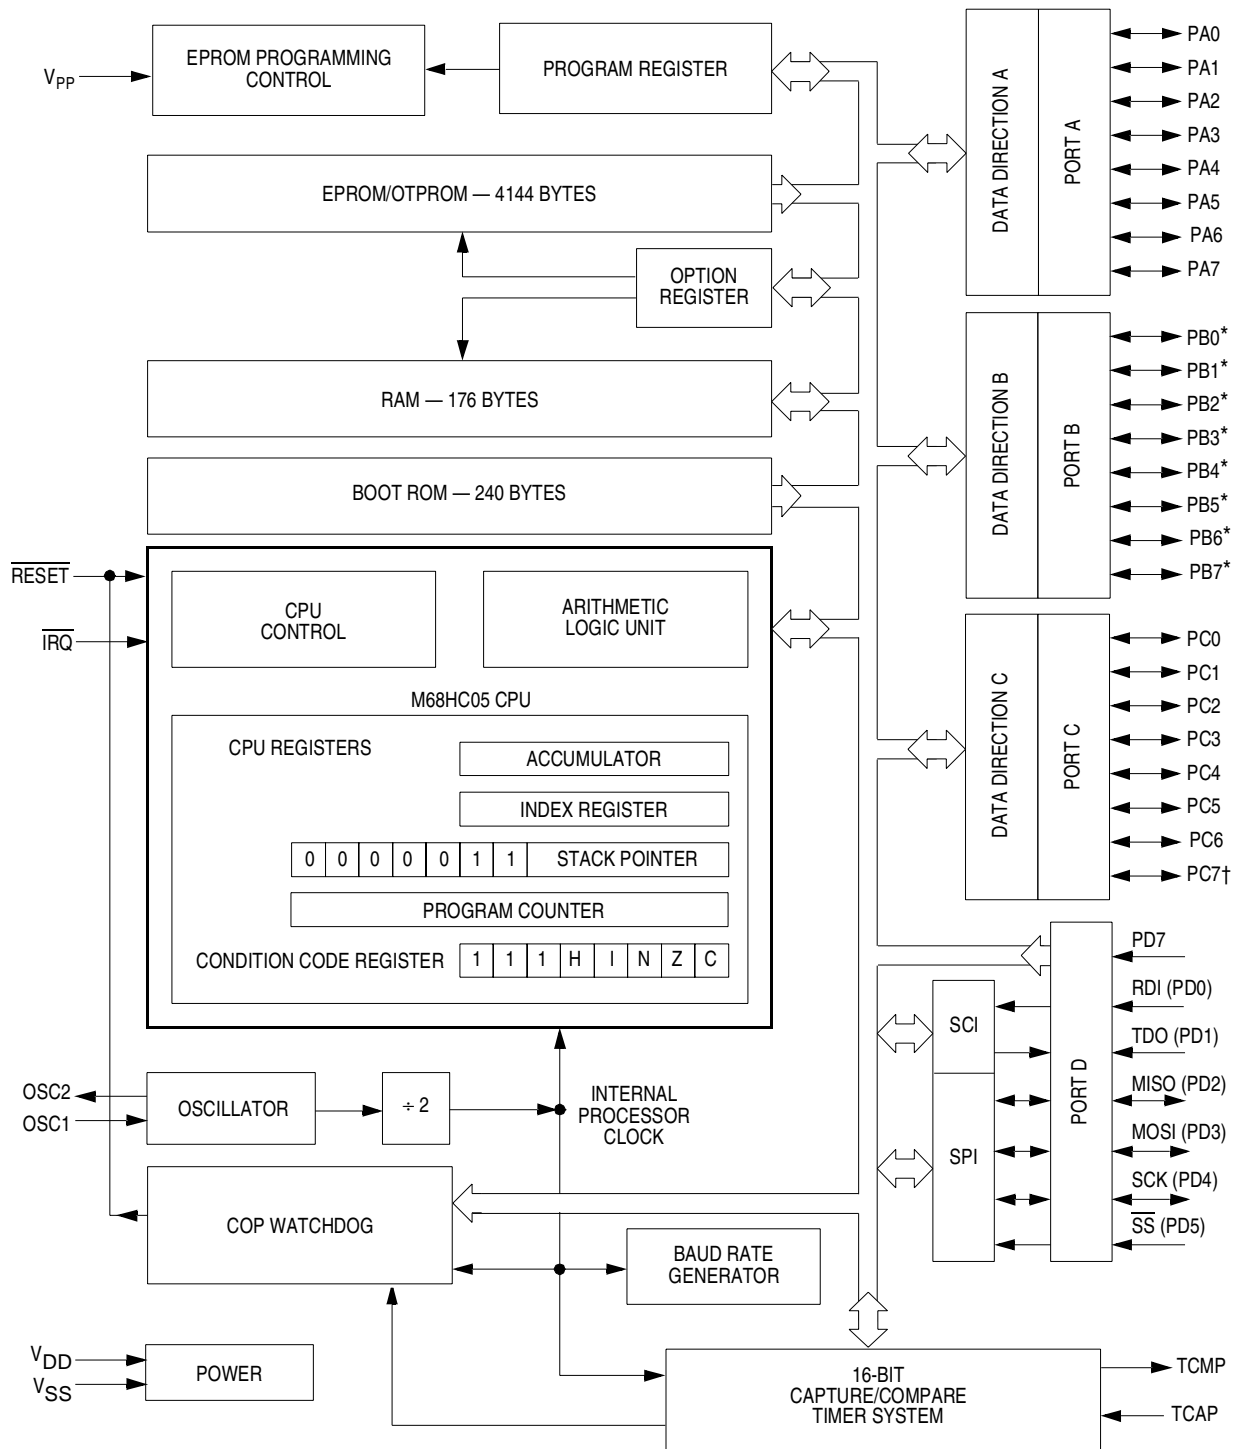 EPROM PROGRAMMING
CONTROL
PROGRAM REGISTER
VPP
EPROM/OTPROM — 4144 BYTES
OPTION
REGISTER
RAM — 176 BYTES
BOOT ROM — 240 BYTES
RESET
IRQ
CPU
CONTROL
ARITHMETIC
LOGIC UNIT
M68HC05 CPU
CPU REGISTERS
ACCUMULATOR
INDEX REGISTER
0 0 0 0 0 1 1 STACK POINTER
PROGRAM COUNTER
CONDITION CODE REGISTER 1 1 1 H I N Z C
OSC2
OSC1
OSCILLATOR
÷ 2
INTERNAL
PROCESSOR
CLOCK
COP WATCHDOG
BAUD RATE
GENERATOR
VDD
VSS
POWER
16-BIT
CAPTURE/COMPARE
TIMER SYSTEM
TCMP
TCAP
DATA DIRECTION A
PORT A
PA0
PA1
PA2
PA3
PA4
PA5
PA6
PA7
DATA DIRECTION B
PORT B
PB0*
PB1*
PB2*
PB3*
PB4*
PB5*
PB6*
PB7*
DATA DIRECTION C
PORT C
PC0
PC1
PC2
PC3
PC4
PC5
PC6
PC7†
SCI
SPI
PORT D
PD7
RDI (PD0)
TDO (PD1)
MISO (PD2)
MOSI (PD3)
SCK (PD4)
SS (PD5)